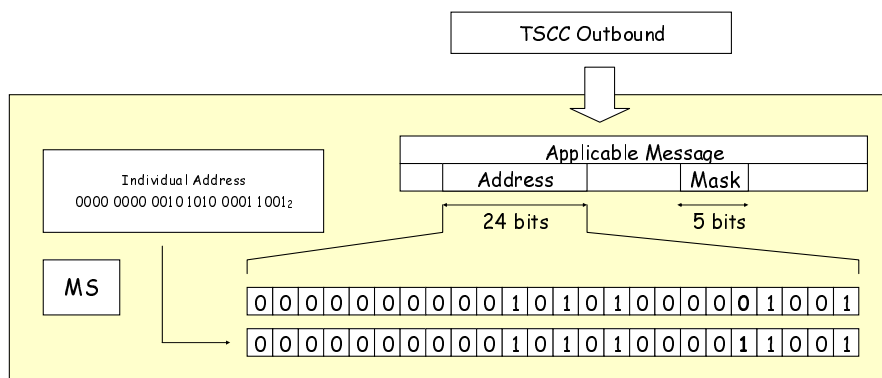 TSCC Outbound
Applicable Message
Address Mask
24 bits 5 bits
Individual Address
0000 0000 0010 1010 0001 1001₂
MS
0 0 0 0 0 0 0 0 0 0 1 0 1 0 1 0 0 0 0 0 1 0 0 1
0 0 0 0 0 0 0 0 0 0 1 0 1 0 1 0 0 0 0 1 1 0 0 1